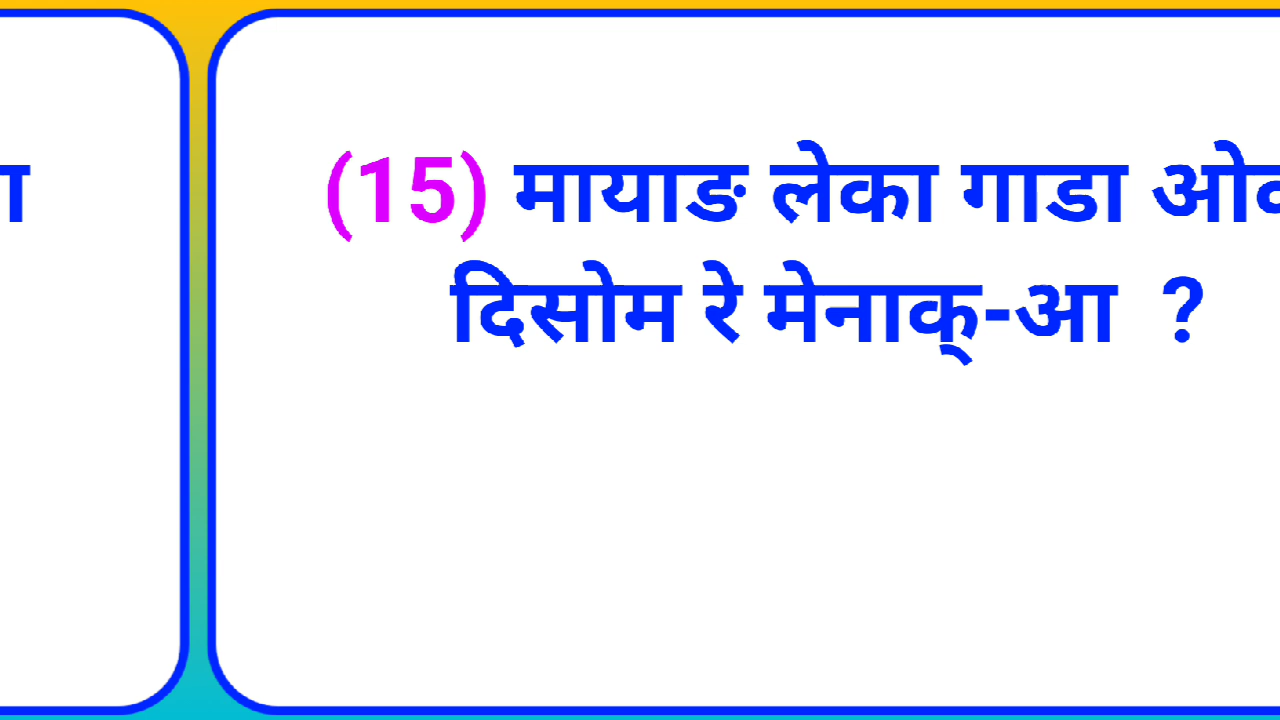 (15) मायाङ लेका गाडा
दिसोम रे मेनाक्-आ ?